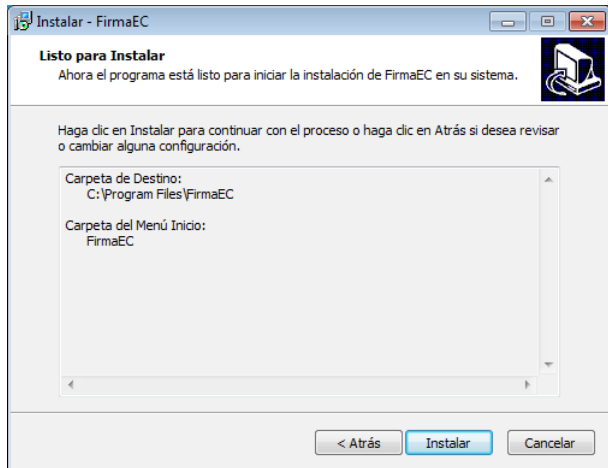 Instalar - FirmaEC
Listo para Instalar
Ahora el programa está listo para iniciar la instalación de FirmaEC en su sistema.
Haga clic en Instalar para continuar con el proceso o haga clic en Atrás si desea revisar
o cambiar alguna configuración.
Carpeta de Destino:
C:\Program Files\FirmaEC
Carpeta del Menú Inicio:
FirmaEC
< Atrás
Instalar
Cancelar